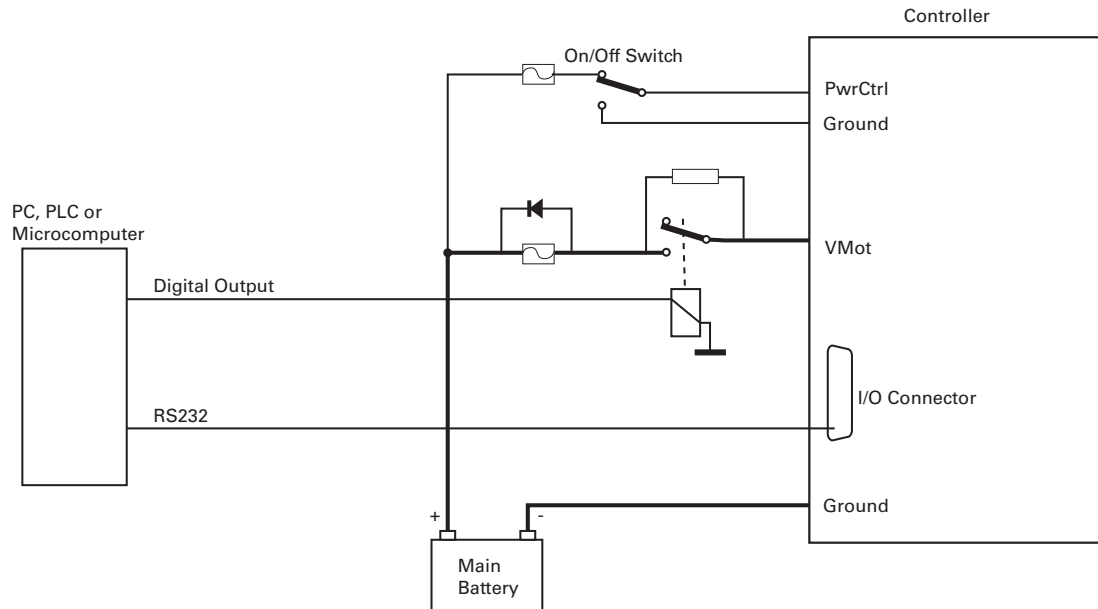 Controller
On/Off Switch
PwrCtrl
Ground
PC, PLC or
Microcomputer
VMot
Digital Output
I/O Connector
RS232
Ground
+
-
Main
Battery